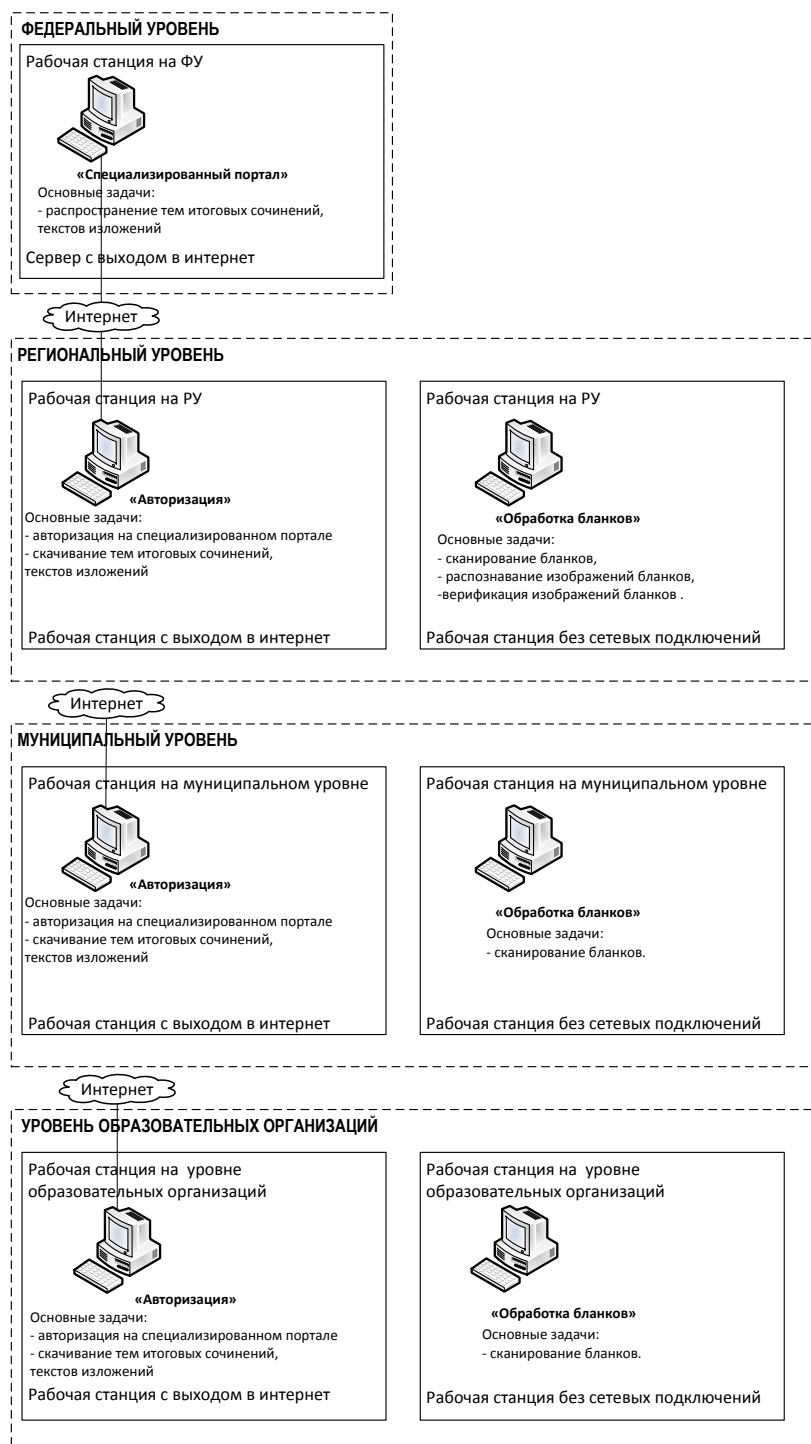 ФЕДЕРАЛЬНЫЙ УРОВЕНЬ
Рабочая станция на ФУ
«Специализированный портал»
Основные задачи:
- распространение тем итоговых сочинений,
текстов изложений
Сервер с выходом в интернет
Интернет
РЕГИОНАЛЬНЫЙ УРОВЕНЬ
Рабочая станция на РУ
«Авторизация»
Основные задачи:
- авторизация на специализированном портале
- скачивание тем итоговых сочинений,
текстов изложений
Рабочая станция с выходом в интернет
Рабочая станция на РУ
«Обработка бланков»
Основные задачи:
- сканирование бланков,
- распознавание изображений бланков,
-верификация изображений бланков .
Рабочая станция без сетевых подключений
Интернет
МУНИЦИПАЛЬНЫЙ УРОВЕНЬ
Рабочая станция на муниципальном уровне
«Авторизация»
Основные задачи:
- авторизация на специализированном портале
- скачивание тем итоговых сочинений,
текстов изложений
Рабочая станция с выходом в интернет
Рабочая станция на муниципальном уровне
«Обработка бланков»
Основные задачи:
- сканирование бланков.
Рабочая станция без сетевых подключений
Интернет
УРОВЕНЬ ОБРАЗОВАТЕЛЬНЫХ ОРГАНИЗАЦИЙ
Рабочая станция на уровне
образовательных организаций
«Авторизация»
Основные задачи:
- авторизация на специализированном портале
- скачивание тем итоговых сочинений,
текстов изложений
Рабочая станция с выходом в интернет
Рабочая станция на уровне
образовательных организаций
«Обработка бланков»
Основные задачи:
- сканирование бланков.
Рабочая станция без сетевых подключений